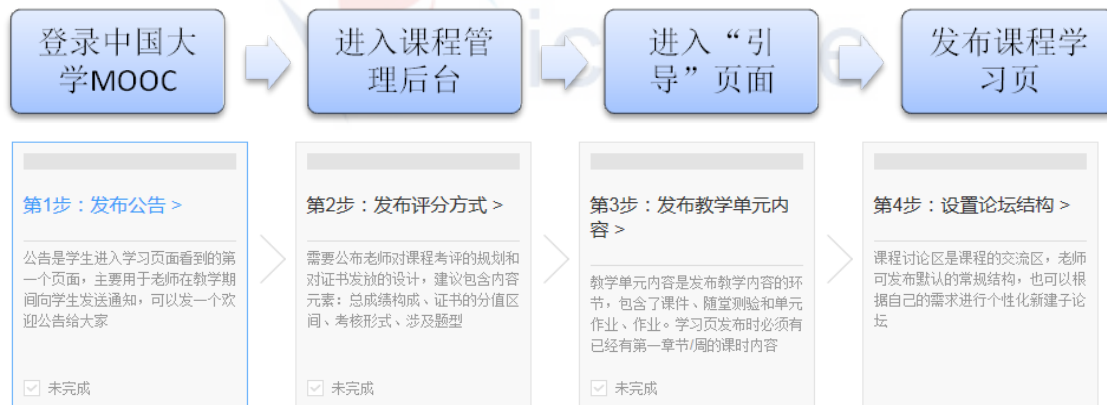 登录中国大
学MOOC
进入课程管
理后台
进入“引
导”页面
发布课程学
习页
第1步：发布公告 >
公告是学生进入学习页面看到的第
一个页面，主要用于老师在教学期
间向学生发送通知，可以发一个欢
迎公告给大家
未完成
第2步：发布评分方式 >
需要公布老师对课程考评的规划和
对证书发放的设计，建议包含内容
元素：总成绩构成、证书的分值区
间、考核形式、涉及题型
未完成
第3步：发布教学单元内
容 >
教学单元内容是发布教学内容的环
节，包含了课件、随堂测验和单元
作业、作业。学习页发布时必须有
已经有第一章节/周的课时内容
未完成
第4步：设置论坛结构 >
课程讨论区是课程的交流区，老师
可发布默认的常规结构，也可以根
据自己的需求进行个性化新建子论
坛